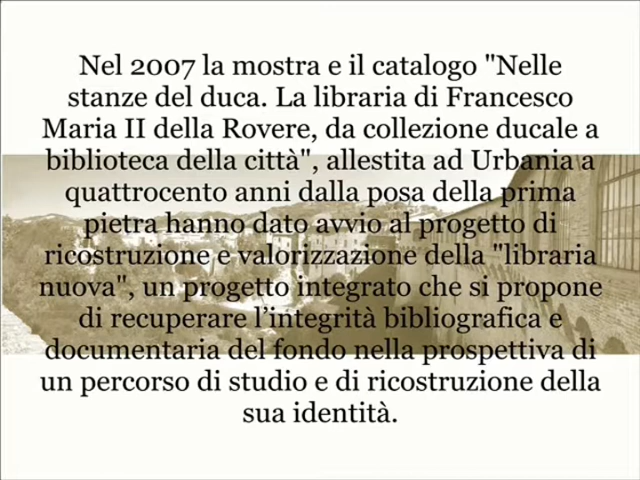 Nel 2007 la mostra e il catalogo "Nelle
stanze del duca. La libraria di Francesco
Maria II della Rovere, da collezione ducale a
biblioteca della città", allestita ad Urbania a
quattrocento anni dalla posa della prima
pietra hanno dato avvio al progetto di
ricostruzione e valorizzazione della "libraria
nuova", un progetto integrato che si propone
di recuperare l’integrità bibliografica e
documentaria del fondo nella prospettiva di
un percorso di studio e di ricostruzione della
sua identità.